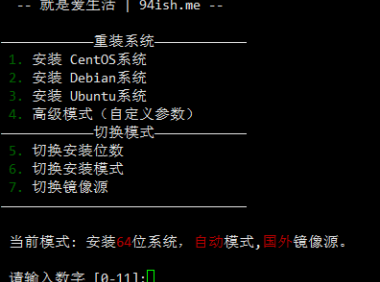 -- 就是爱生活 | 94ish.me --
重装系统
1. 安装 CentOS系统
2. 安装 Debian系统
3. 安装 Ubuntu系统
4. 高级模式（自定义参数）
切换模式
5. 切换安装位数
6. 切换安装模式
7. 切换镜像源
当前模式: 安装64位系统，自动模式,国外镜像源。
请输入数字 [0-11]: